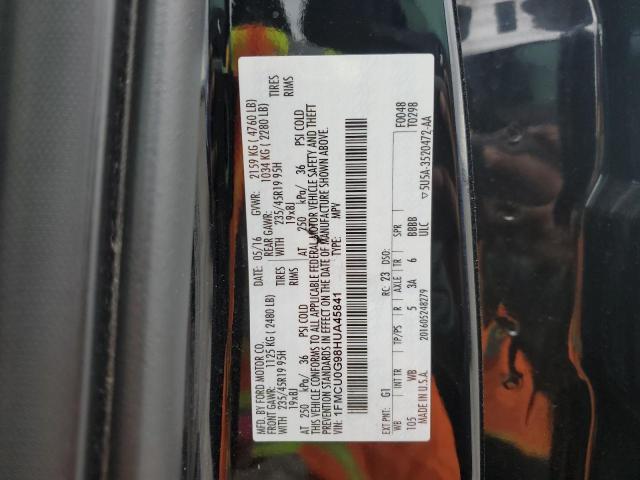 MFD. BY FORD MOTOR CO. DATE: 05/16 GVWR: 2159 KG ( 4760 LB)
FRONT GAWR: 1125 KG ( 2480 LB) REAR GAWR: 1034 KG ( 2280 LB)
WITH 235/45R19 95H TIRES WITH 235/45R19 95H TIRES
19x8J RIMS 19x8J RIMS
AT 250 kPa/ 36 PSI COLD AT 250 kPa/ 36 PSI COLD
THIS VEHICLE CONFORMS TO ALL APPLICABLE FEDERAL MOTOR VEHICLE SAFETY AND THEFT
PREVENTION STANDARDS IN EFFECT ON THE DATE OF MANUFACTURE SHOWN ABOVE.
VIN: 1FMCU0G98HUA45841 TYPE: MPV
EXT PNT: G1 RC: 23 DSO: F0048
T0298
WB INT TR TP/PS R AXLE TR SPR
105 WB 5 3A 6 BBBB
ULC
MADE IN U.S.A. 201605248279 ▽5U5A-3520472-AA